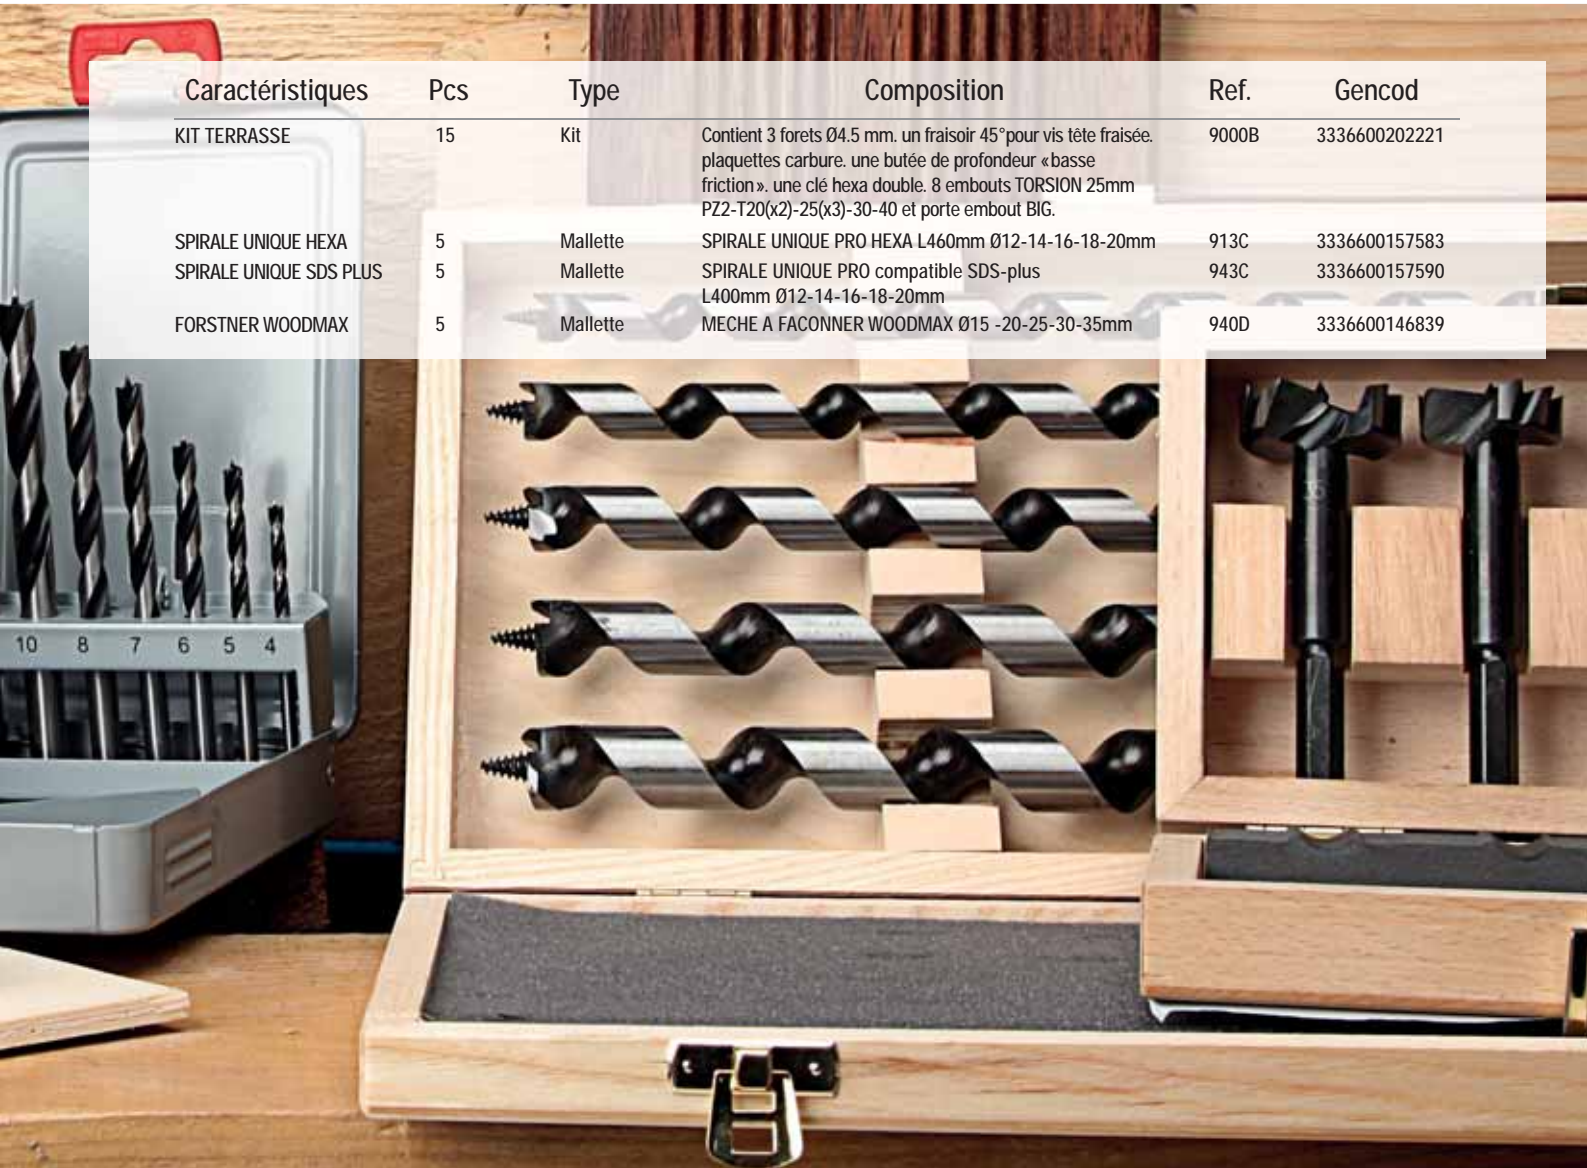 Caractéristiques Pcs Type Composition Ref. Gencod
KIT TERRASSE 15 Kit Contient 3 forets Ø4.5 mm. un fraisoir 45°pour vis tête fraisée. 9000B 3336600202221
plaquettes carbure. une butée de profondeur «basse
friction». une clé hexa double. 8 embouts TORSION 25mm
PZ2-T20(x2)-25(x3)-30-40 et porte embout BIG.
SPIRALE UNIQUE HEXA 5 Mallette SPIRALE UNIQUE PRO HEXA L460mm Ø12-14-16-18-20mm 913C 3336600157583
SPIRALE UNIQUE SDS PLUS 5 Mallette SPIRALE UNIQUE PRO compatible SDS-plus 943C 3336600157590
L400mm Ø12-14-16-18-20mm
FORSTNER WOODMAX 5 Mallette MECHE A FACONNER WOODMAX Ø15 -20-25-30-35mm 940D 3336600146839
35
10 8 7 6 5 4